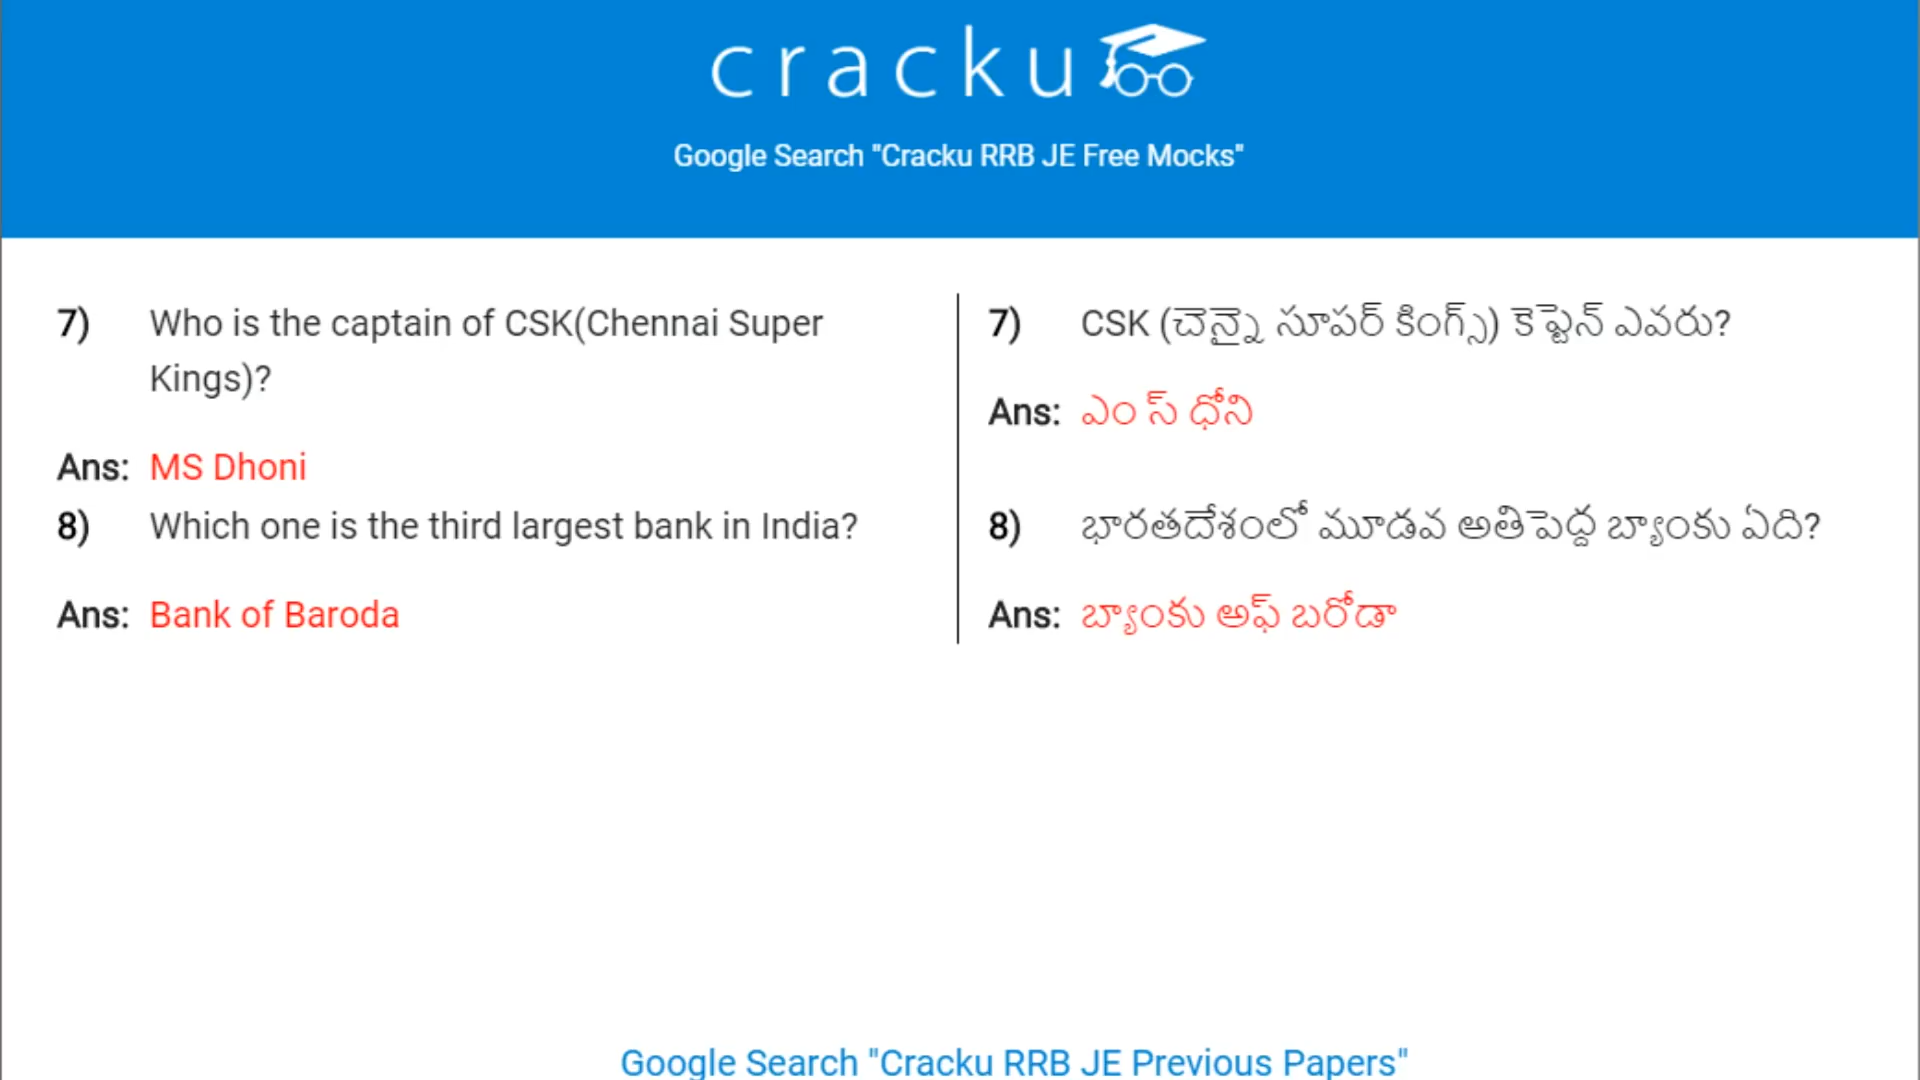 cracku
Google Search "Cracku RRB JE Free Mocks"
7) Who is the captain of CSK(Chennai Super
Kings)?
Ans: MS Dhoni
8) Which one is the third largest bank in India?
Ans: Bank of Baroda
7) CSK (చెన్నై సూపర్ కింగ్స్) కెప్టెన్ ఎవరు?
Ans: ఎం స్ ధోని
8) భారతదేశంలో మూడవ అతిపెద్ద బ్యాంకు ఏది?
Ans: బ్యాంకు అఫ్ బరోడా
Google Search "Cracku RRB JE Previous Papers"